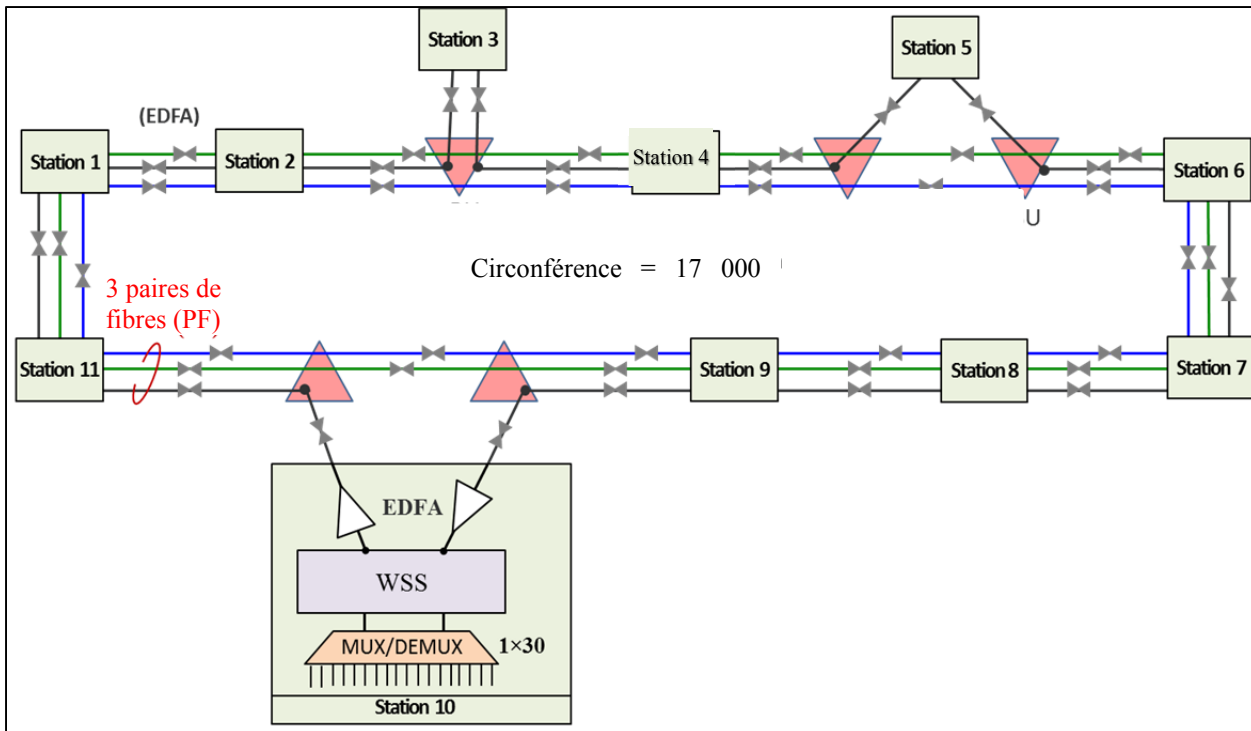 Station 3
Station 5
(EDFA)
Station 1
Station 2
Station 4
Station 6
U
Circonférence = 17 000
3 paires de
fibres (PF)
Station 11
Station 9
Station 8
Station 7
EDFA
WSS
MUX/DEMUX
1×30
Station 10